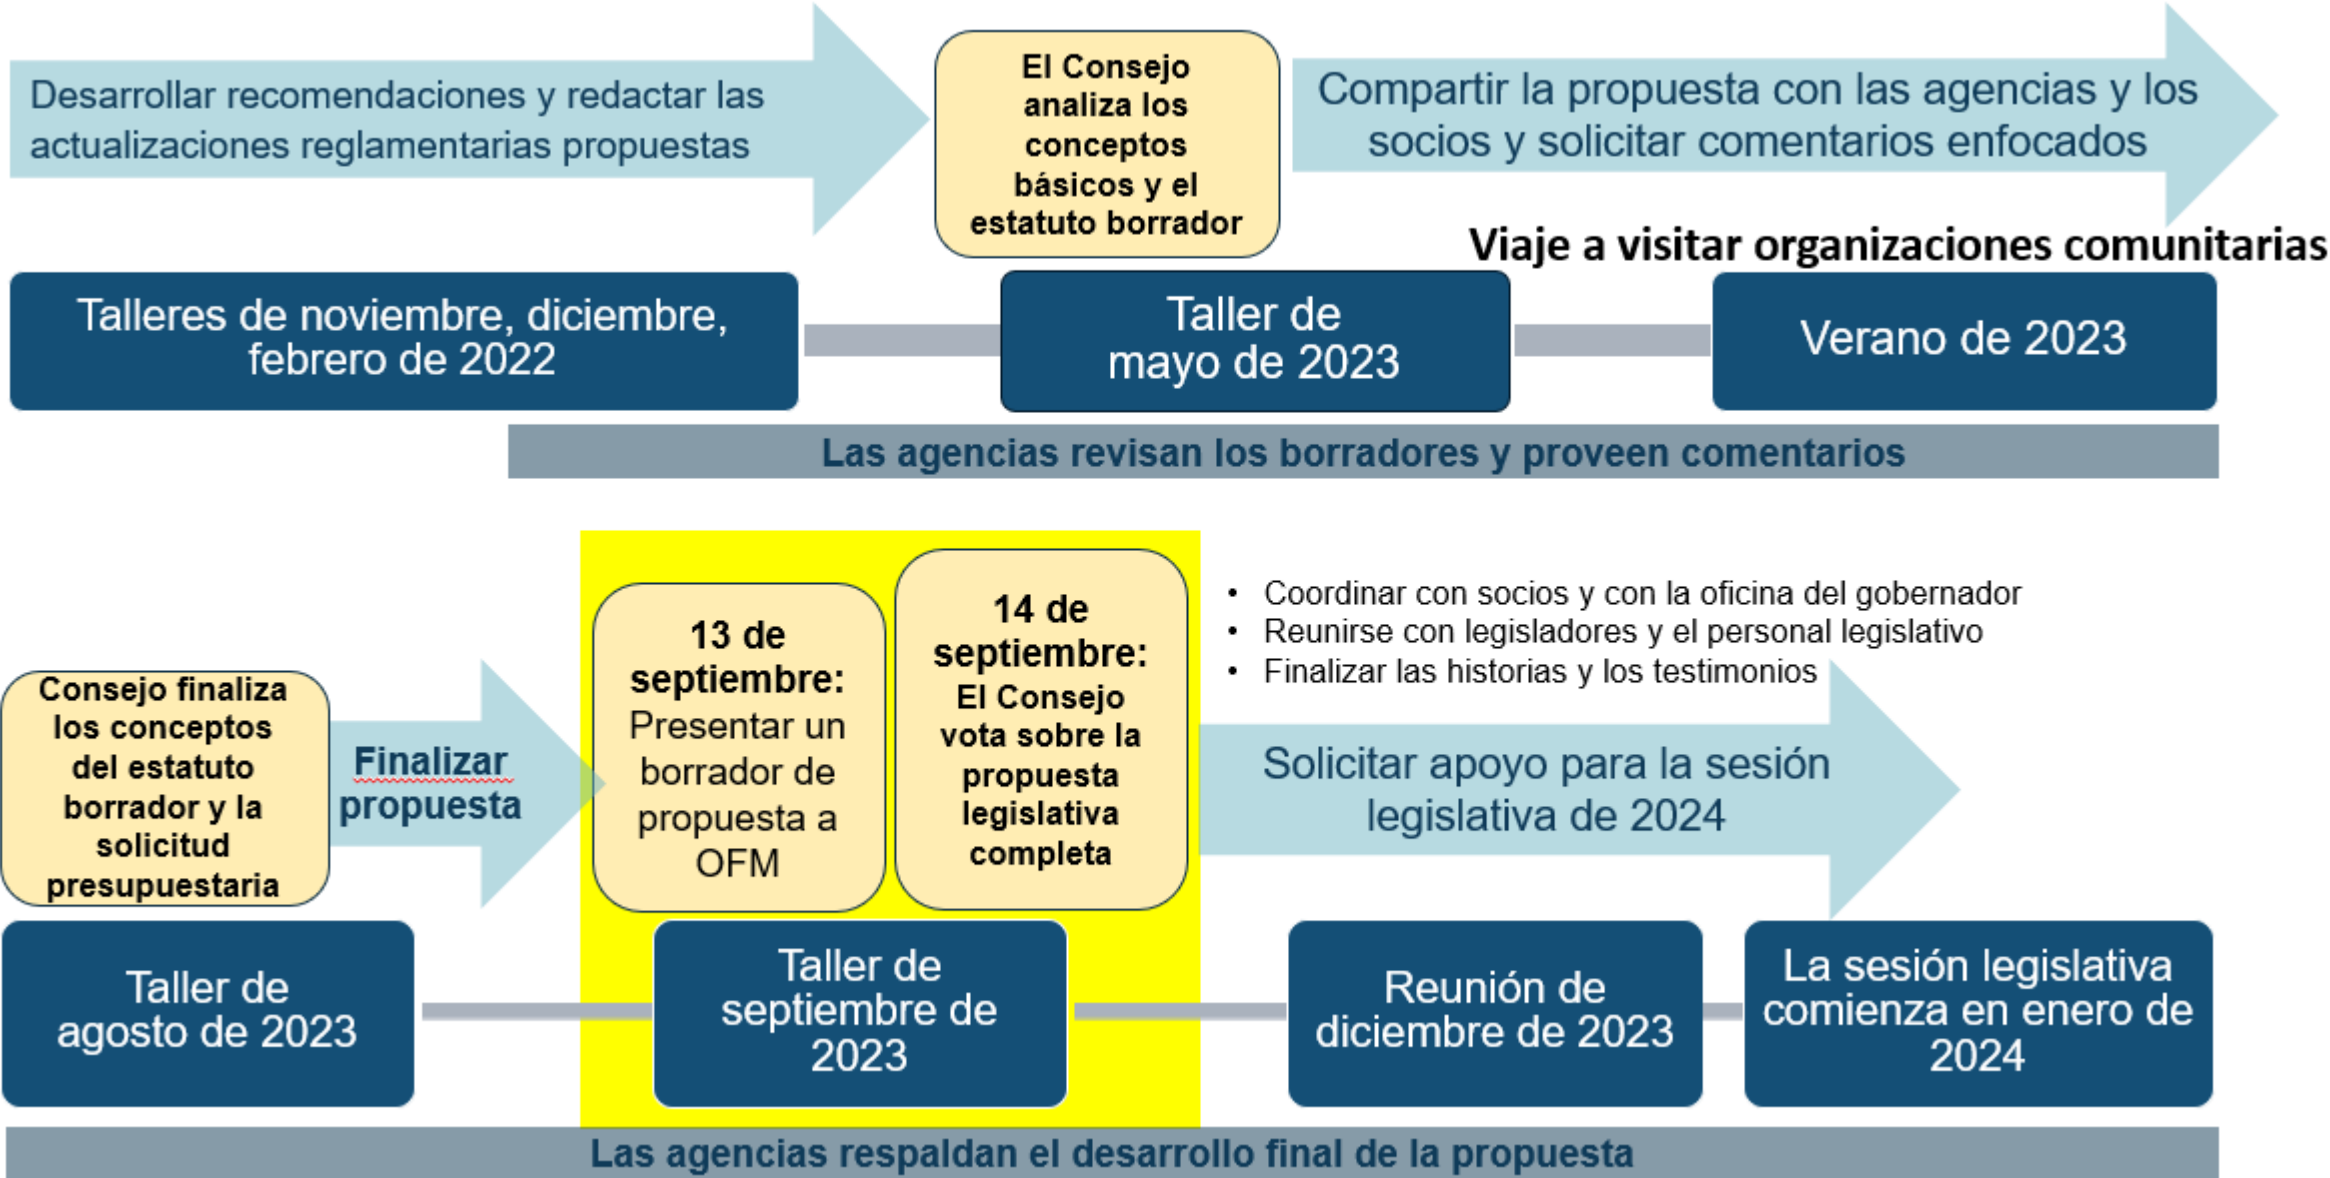 Desarrollar recomendaciones y redactar las
actualizaciones reglamentarias propuestas
El Consejo
analiza los
conceptos
básicos y el
estatuto borrador
Compartir la propuesta con las agencias y los
socios y solicitar comentarios enfocados
Viaje a visitar organizaciones comunitarias
Talleres de noviembre, diciembre,
febrero de 2022
Taller de
mayo de 2023
Verano de 2023
Las agencias revisan los borradores y proveen comentarios
Consejo finaliza
los conceptos
del estatuto
borrador y la
solicitud
presupuestaria
Finalizar
propuesta
13 de
septiembre:
Presentar un
borrador de
propuesta a
OFM
14 de
septiembre:
El Consejo
vota sobre la
propuesta
legislativa
completa
• Coordinar con socios y con la oficina del gobernador
• Reunirse con legisladores y el personal legislativo
• Finalizar las historias y los testimonios
Solicitar apoyo para la sesión
legislativa de 2024
Taller de
agosto de 2023
Taller de
septiembre de
2023
Reunión de
diciembre de 2023
La sesión legislativa
comienza en enero de
2024
Las agencias respaldan el desarrollo final de la propuesta